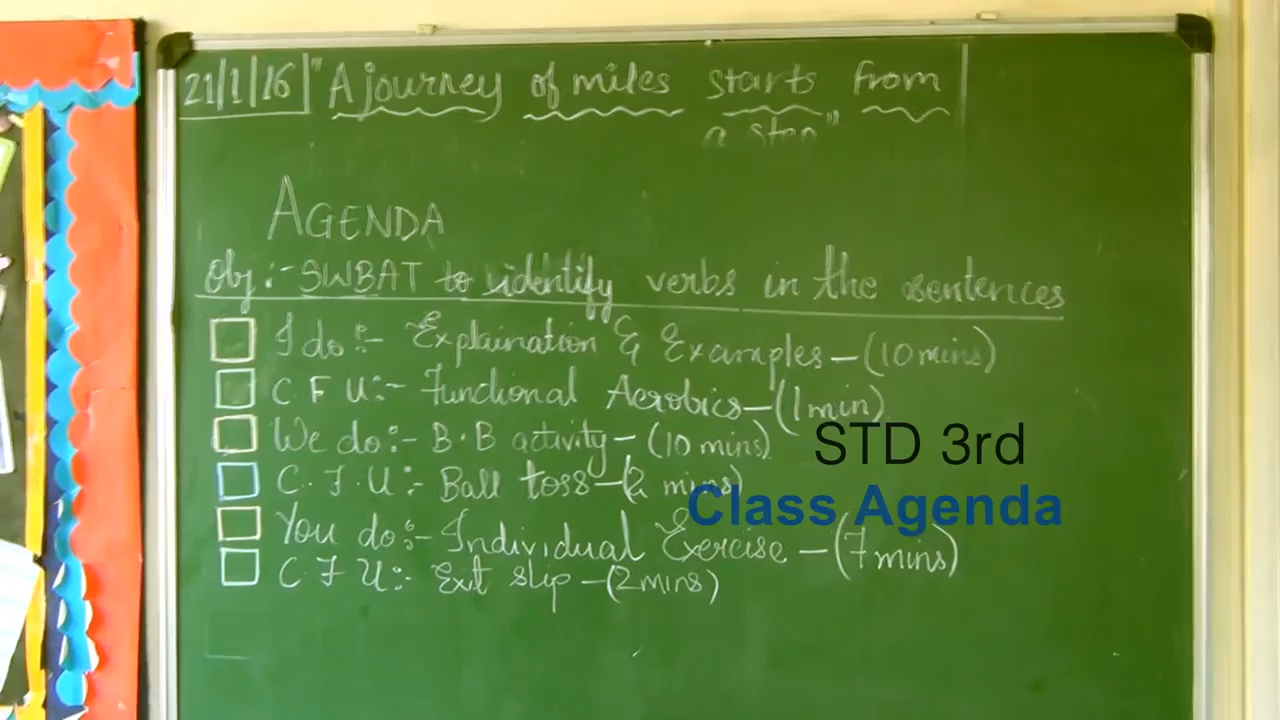 21/1/16 "A journey of miles starts from
a step"
AGENDA
Obj:- SWBAT to identify verbs in the sentences
I do:- Explaination & Examples – (10 mins)
C F U:- Functional Aerobics – (1 min)
We do:- B.B activity – (10 mins)
STD 3rd
C.F.U:- Ball toss – (2 mins)
Class Agenda
You do:- Individual Exercise – (7 mins)
C F U:- Exit slip – (2 mins)